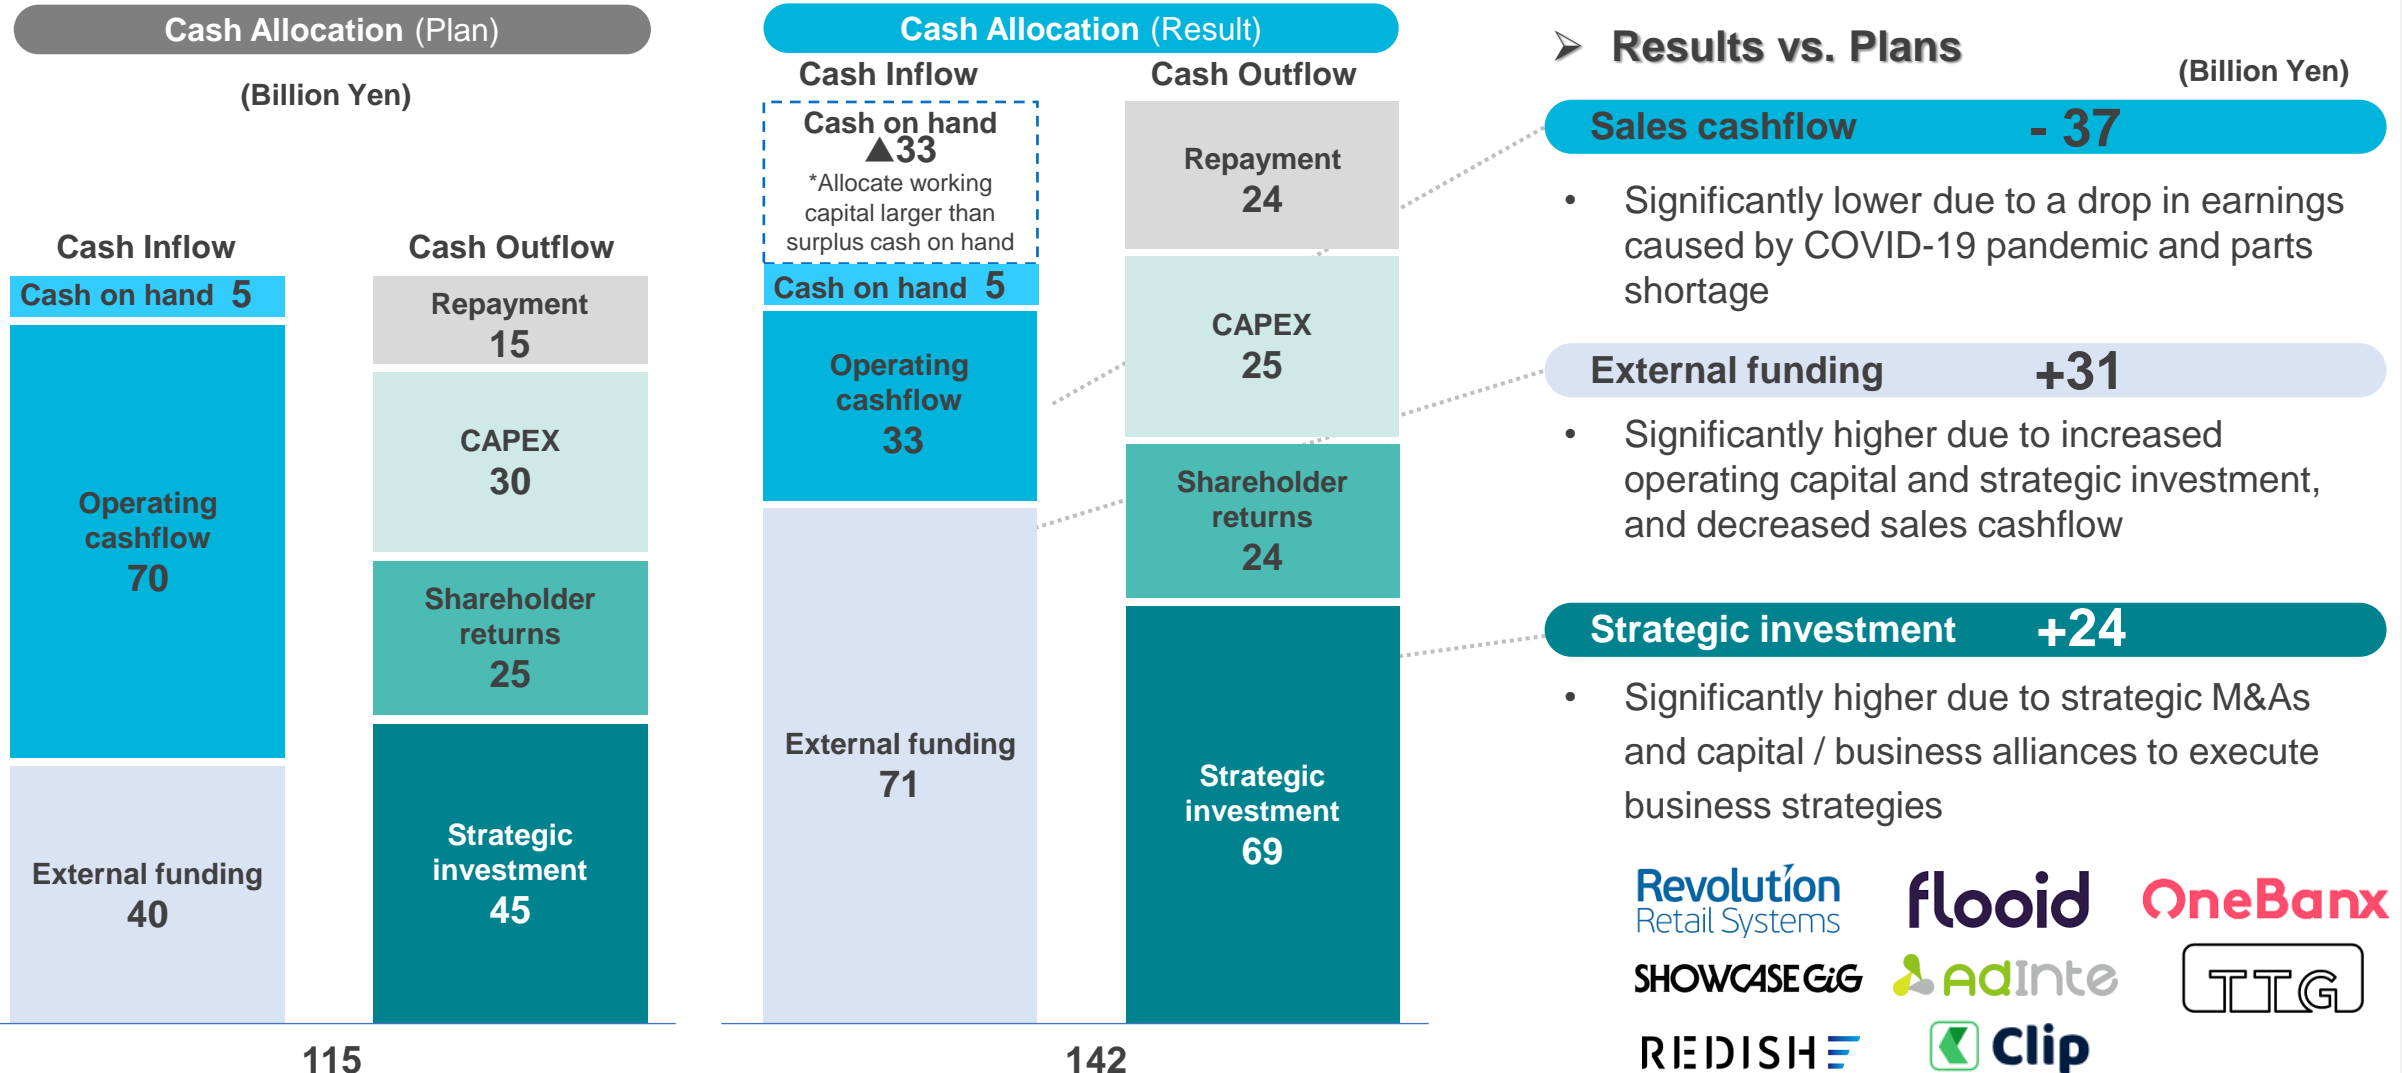 Cash Allocation (Plan)
(Billion Yen)
Cash Inflow
Cash on hand 5
Operating
cashflow
70
External funding
40
Cash Outflow
Repayment
15
CAPEX
30
Shareholder
returns
25
Strategic
investment
45
115
Cash Allocation (Result)
Cash Inflow
Cash on hand
▲33
*Allocate working
capital larger than
surplus cash on hand
Cash on hand 5
Operating
cashflow
33
External funding
71
Cash Outflow
Repayment
24
CAPEX
25
Shareholder
returns
24
Strategic
investment
69
142
➢ Results vs. Plans
(Billion Yen)
Sales cashflow - 37
• Significantly lower due to a drop in earnings
caused by COVID-19 pandemic and parts
shortage
External funding +31
• Significantly higher due to increased
operating capital and strategic investment,
and decreased sales cashflow
Strategic investment +24
• Significantly higher due to strategic M&As
and capital / business alliances to execute
business strategies
Revolution
Retail Systems
flooid
OneBanx
SHOWCASE GiG
AdInte
TTG
REDISH
Clip